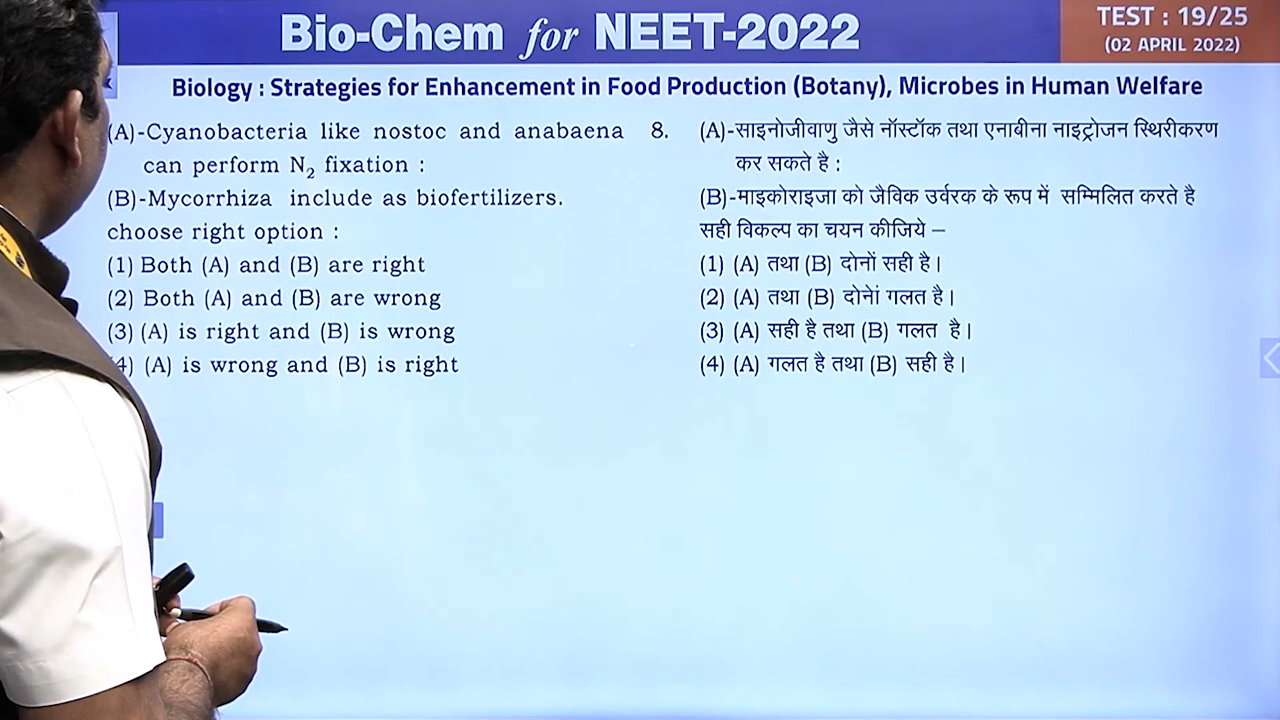 Bio-Chem for NEET-2022
TEST : 19/25
(02 APRIL 2022)
Biology : Strategies for Enhancement in Food Production (Botany), Microbes in Human Welfare
(A)-Cyanobacteria like nostoc and anabaena
can perform N₂ fixation :
(B)-Mycorrhiza include as biofertilizers.
choose right option :
(1) Both (A) and (B) are right
(2) Both (A) and (B) are wrong
(3) (A) is right and (B) is wrong
4) (A) is wrong and (B) is right
8. (A)-साइनोजीवाणु जैसे नॉस्टॉक तथा एनाबीना नाइट्रोजन स्थिरीकरण
कर सकते है :
(B)-माइकोराइजा को जैविक उर्वरक के रूप में सम्मिलित करते है
सही विकल्प का चयन कीजिये –
(1) (A) तथा (B) दोनों सही है।
(2) (A) तथा (B) दोनेां गलत है।
(3) (A) सही है तथा (B) गलत है।
(4) (A) गलत है तथा (B) सही है।